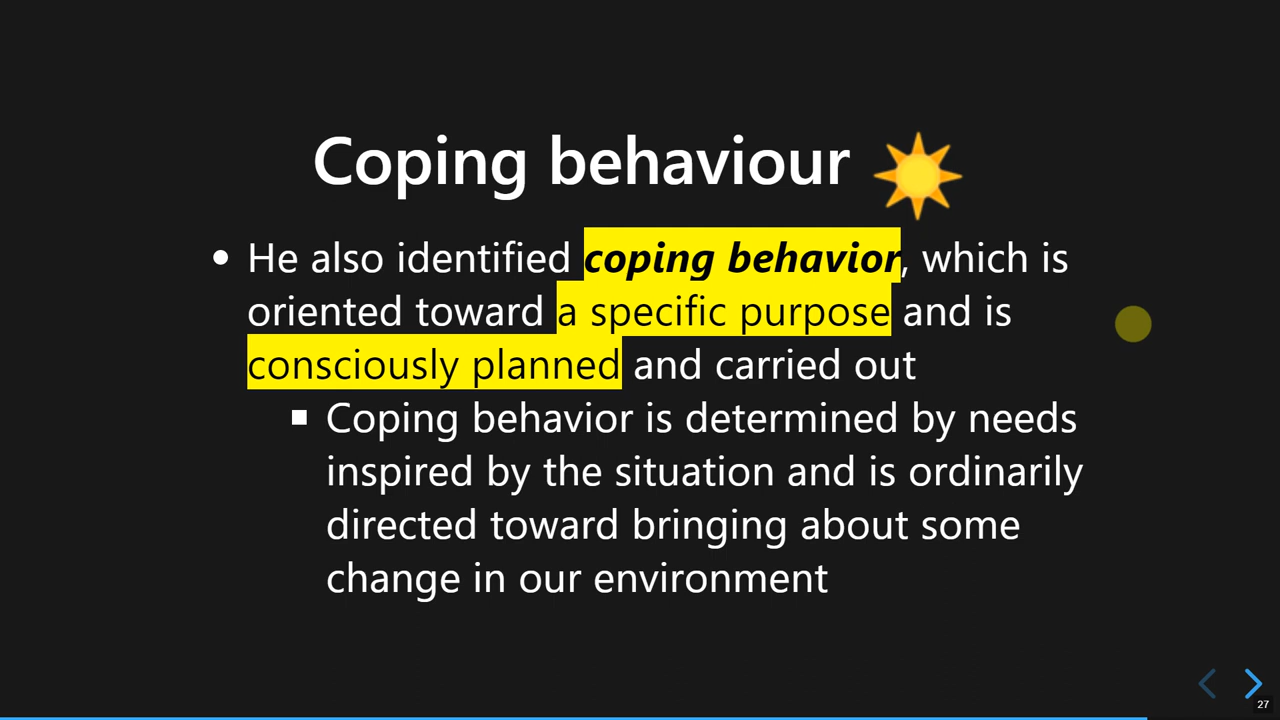 Coping behaviour
He also identified coping behavior, which is
oriented toward a specific purpose and is
consciously planned and carried out
Coping behavior is determined by needs
inspired by the situation and is ordinarily
directed toward bringing about some
change in our environment
27